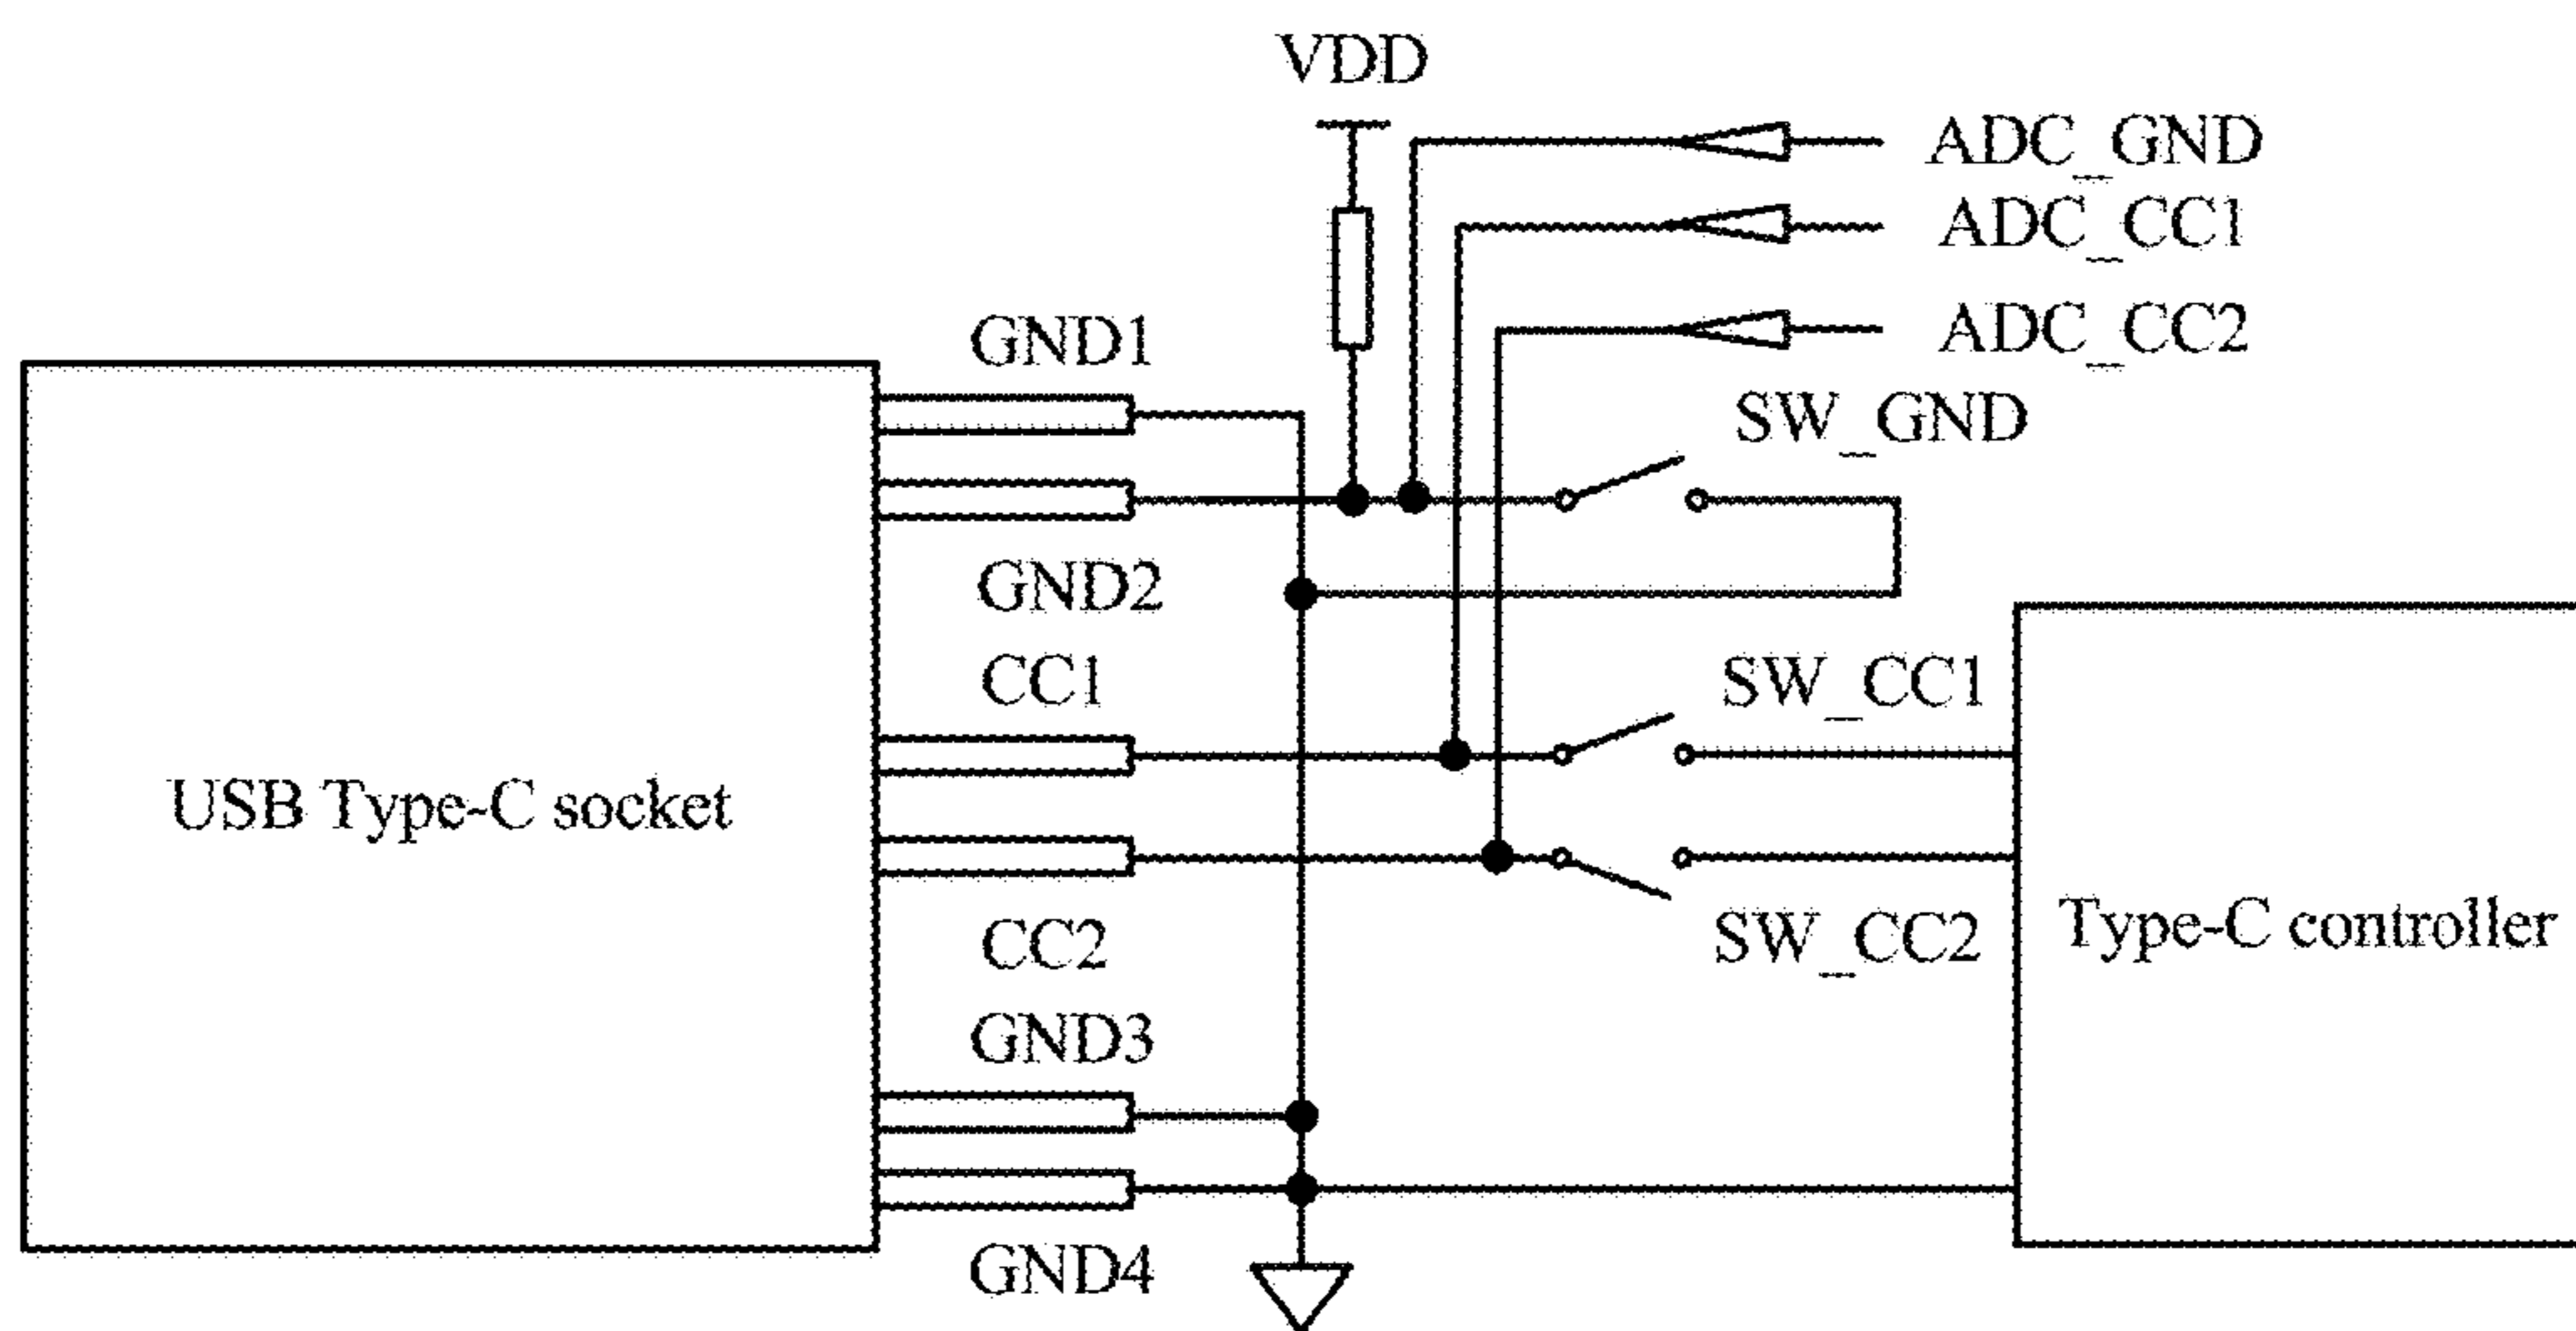 VDD
ADC_GND
ADC_CC1
ADC_CC2
GND1
SW_GND
GND2
CC1
SW_CC1
USB Type-C socket
CC2
SW_CC2
Type-C controller
GND3
GND4